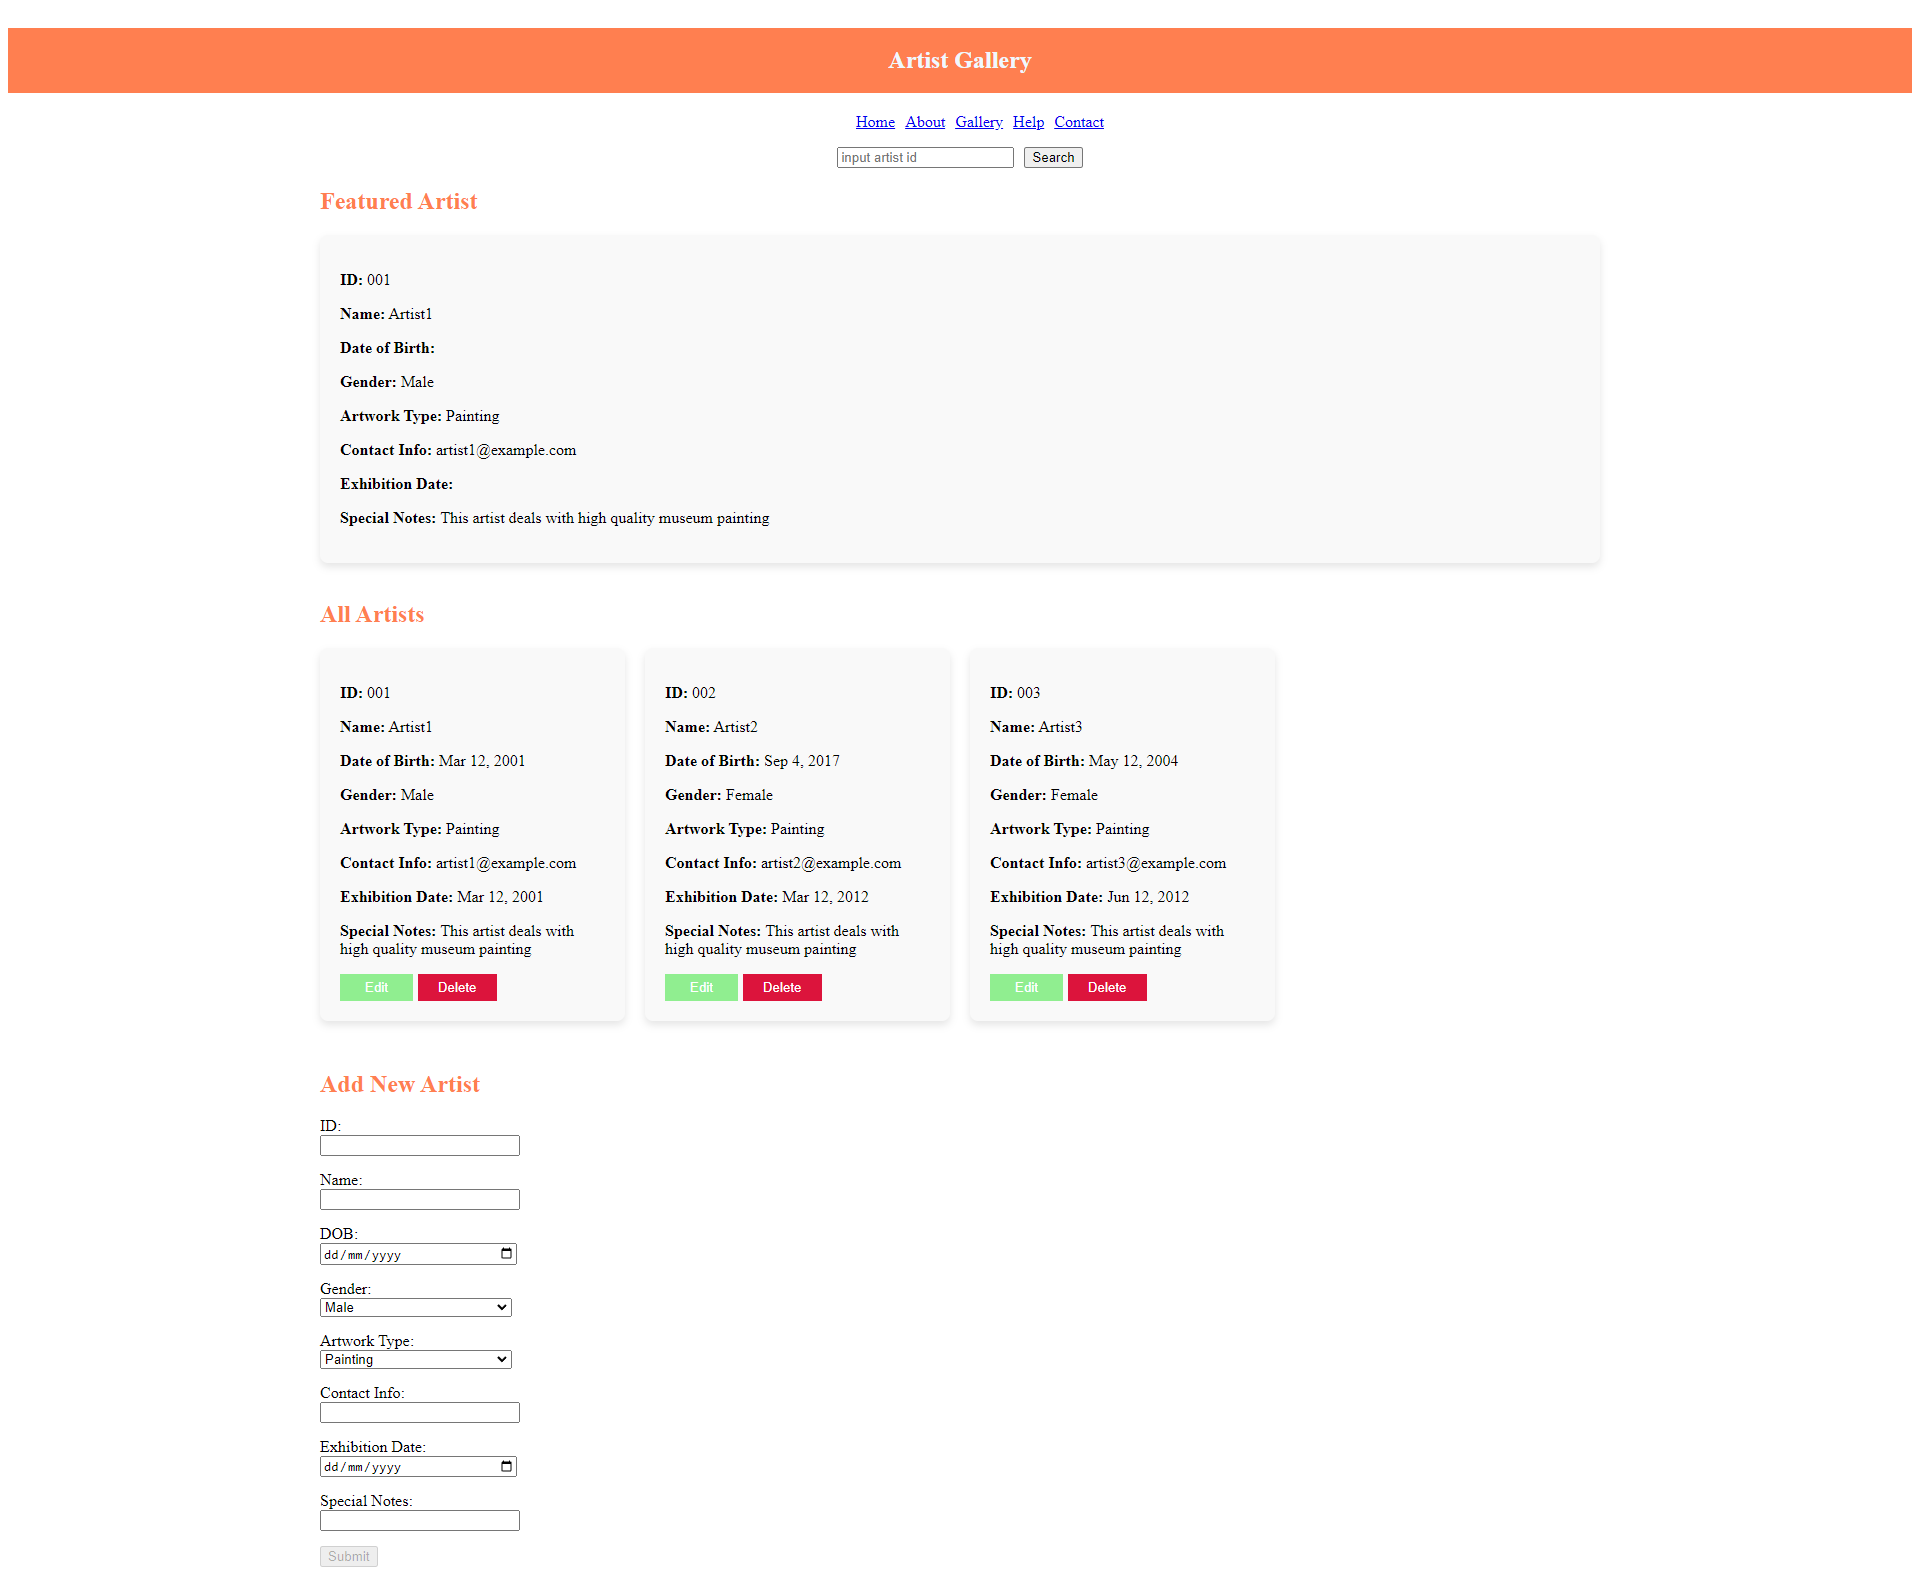 Artist Gallery
Home About Gallery Help Contact
input artist id Search
Featured Artist
ID: 001
Name: Artist1
Date of Birth:
Gender: Male
Artwork Type: Painting
Contact Info: artist1@example.com
Exhibition Date:
Special Notes: This artist deals with high quality museum painting
All Artists
ID: 001
Name: Artist1
Date of Birth: Mar 12, 2001
Gender: Male
Artwork Type: Painting
Contact Info: artist1@example.com
Exhibition Date: Mar 12, 2001
Special Notes: This artist deals with
high quality museum painting
Edit Delete
ID: 002
Name: Artist2
Date of Birth: Sep 4, 2017
Gender: Female
Artwork Type: Painting
Contact Info: artist2@example.com
Exhibition Date: Mar 12, 2012
Special Notes: This artist deals with
high quality museum painting
Edit Delete
ID: 003
Name: Artist3
Date of Birth: May 12, 2004
Gender: Female
Artwork Type: Painting
Contact Info: artist3@example.com
Exhibition Date: Jun 12, 2012
Special Notes: This artist deals with
high quality museum painting
Edit Delete
Add New Artist
ID:
Name:
DOB:
dd/mm/yyyy
Gender:
Male
Artwork Type:
Painting
Contact Info:
Exhibition Date:
dd/mm/yyyy
Special Notes:
Submit